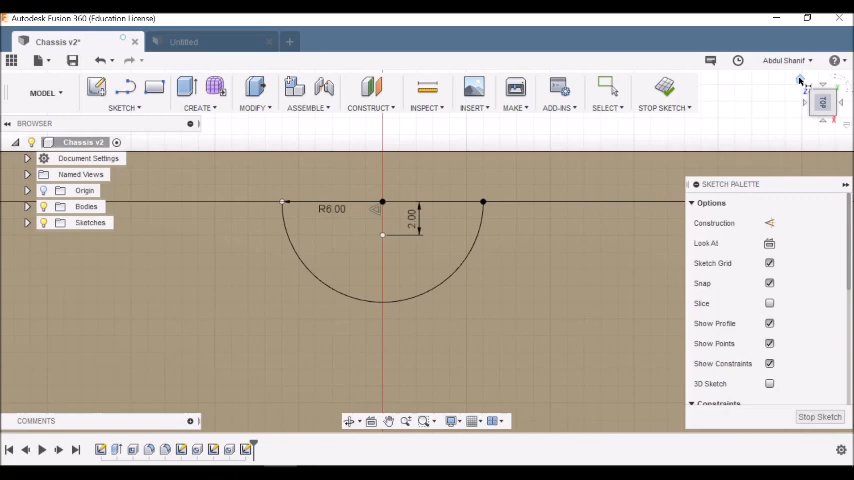 Autodesk Fusion 360 (Education License)
Chassis v2*
Untitled
Abdul Shanif
MODEL
SKETCH
CREATE
MODIFY
ASSEMBLE
CONSTRUCT
INSPECT
INSERT
MAKE
ADD-INS
SELECT
STOP SKETCH
TOP
Z
X
BROWSER
Chassis v2
Document Settings
Named Views
Origin
Bodies
Sketches
R6.00
2.00
SKETCH PALETTE
Options
Construction
Look At
Sketch Grid
Snap
Slice
Show Profile
Show Points
Show Constraints
3D Sketch
Constraints
Stop Sketch
COMMENTS